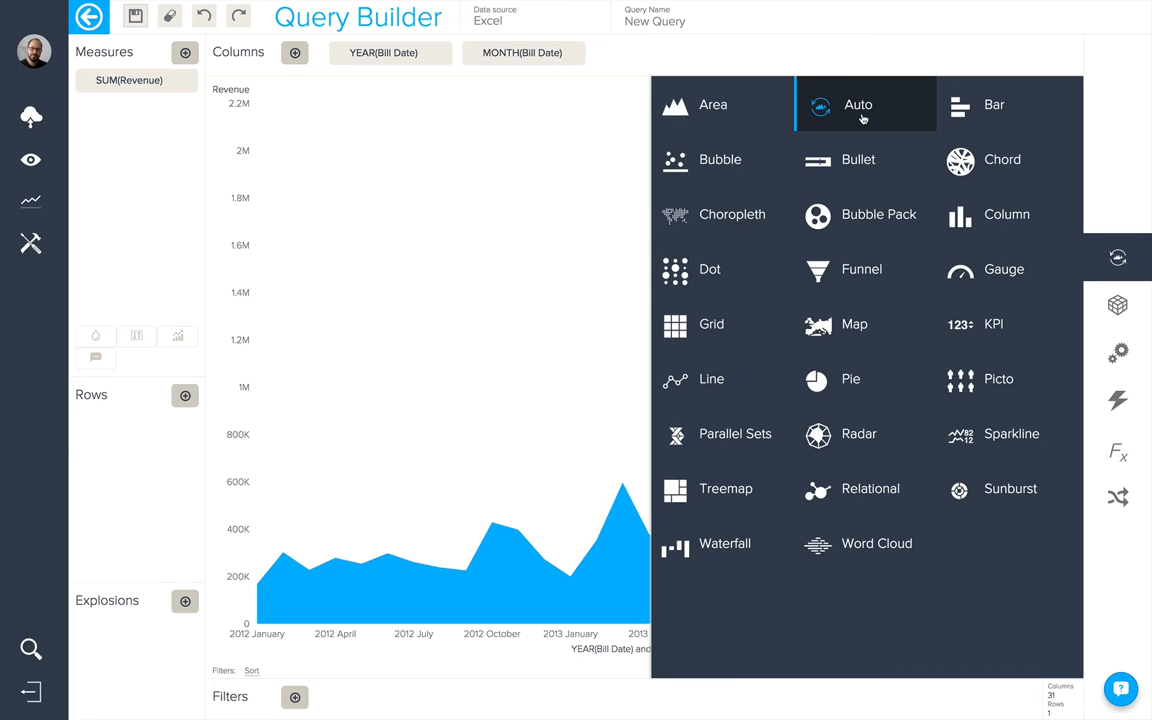 Query Builder
Data source
Excel
Query Name
New Query
Measures
SUM(Revenue)
Columns
YEAR(Bill Date)
MONTH(Bill Date)
Rows
Explosions
Revenue
2.2M
2M
1.8M
1.6M
1.4M
1.2M
1M
800K
600K
400K
200K
0
2012 January
2012 April
2012 July
2012 October
2013 January
2013
YEAR(Bill Date) and
Filters:
Sort
Filters
Area
Auto
Bar
Bubble
Bullet
Chord
Choropleth
Bubble Pack
Column
Dot
Funnel
Gauge
Grid
Map
123
KPI
Line
Pie
Picto
Parallel Sets
Radar
82
12
Sparkline
Treemap
Relational
Sunburst
Waterfall
Word Cloud
Fx
Columns
31
Rows
1
?